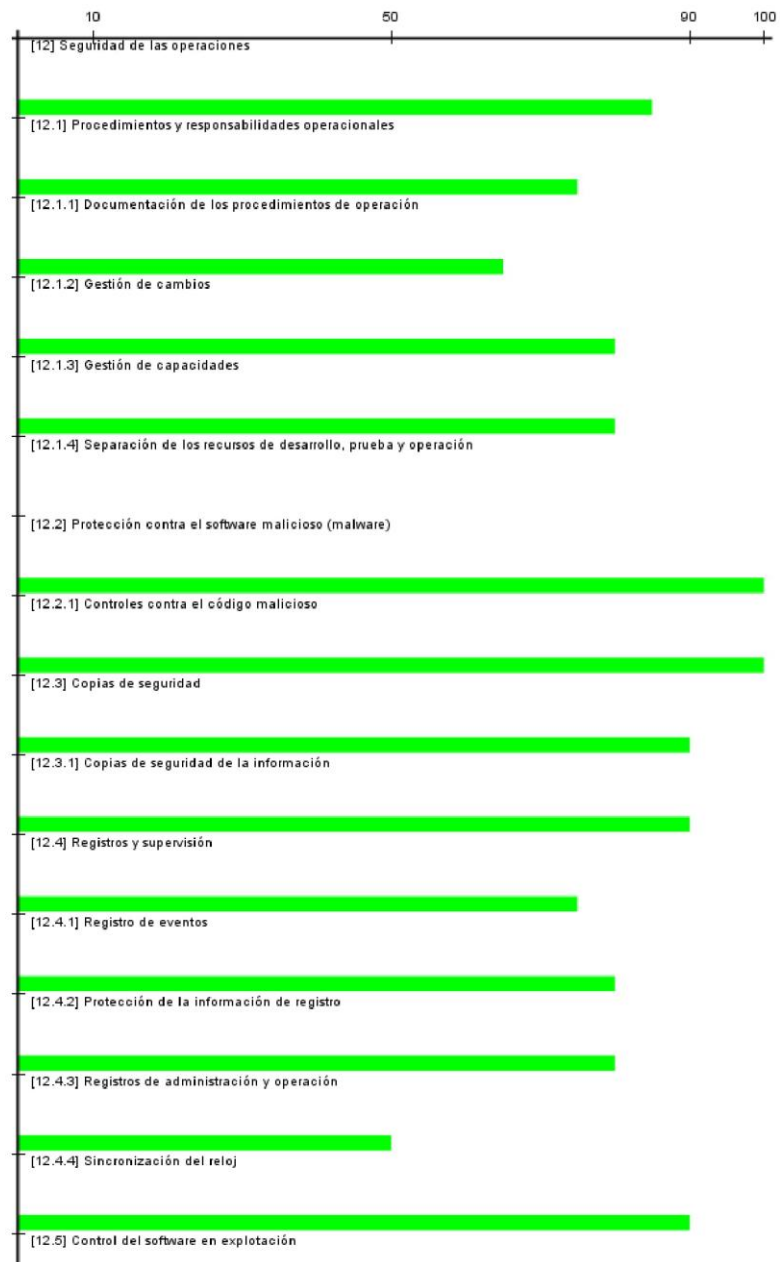 10 50 90 100
[12] Seguridad de las operaciones
[12.1] Procedimientos y responsabilidades operacionales
[12.1.1] Documentación de los procedimientos de operación
[12.1.2] Gestión de cambios
[12.1.3] Gestión de capacidades
[12.1.4] Separación de los recursos de desarrollo, prueba y operación
[12.2] Protección contra el software malicioso (malware)
[12.2.1] Controles contra el código malicioso
[12.3] Copias de seguridad
[12.3.1] Copias de seguridad de la información
[12.4] Registros y supervisión
[12.4.1] Registro de eventos
[12.4.2] Protección de la información de registro
[12.4.3] Registros de administración y operación
[12.4.4] Sincronización del reloj
[12.5] Control del software en explotación